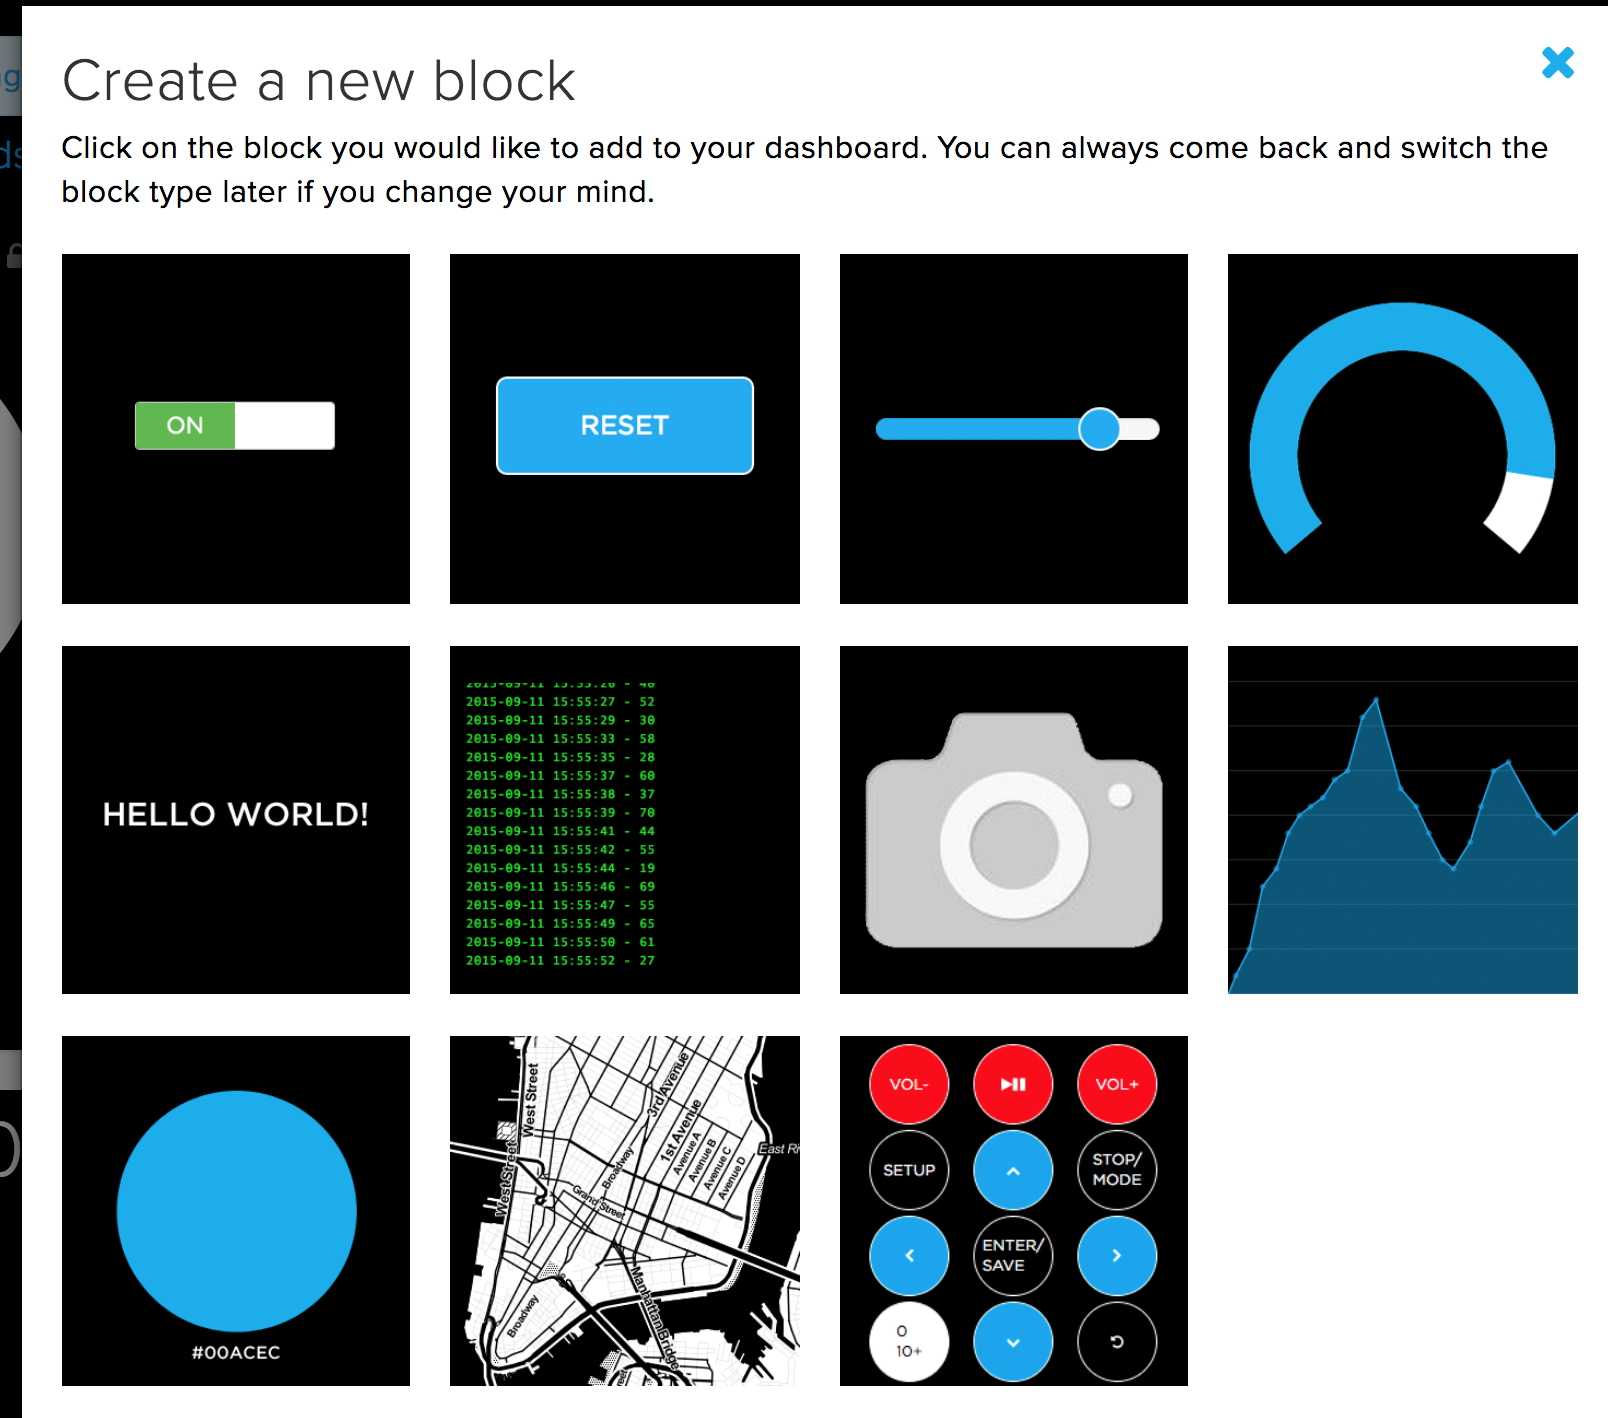 Create a new block
Click on the block you would like to add to your dashboard. You can always come back and switch the
block type later if you change your mind.
ON
RESET
HELLO WORLD!
2015-09-11 15:55:26 - 40
2015-09-11 15:55:27 - 52
2015-09-11 15:55:29 - 30
2015-09-11 15:55:33 - 58
2015-09-11 15:55:35 - 28
2015-09-11 15:55:37 - 60
2015-09-11 15:55:38 - 37
2015-09-11 15:55:39 - 70
2015-09-11 15:55:41 - 44
2015-09-11 15:55:42 - 55
2015-09-11 15:55:44 - 19
2015-09-11 15:55:46 - 69
2015-09-11 15:55:47 - 55
2015-09-11 15:55:49 - 65
2015-09-11 15:55:50 - 61
2015-09-11 15:55:52 - 27
#00ACEC
West Street
3rd Avenue
1st Avenue
Avenue A
Avenue B
Avenue C
Avenue D
East Ri
West Street
Broadway
Grand Street
Broadway
Manhattan Bridge
VOL-
VOL+
SETUP
STOP/
MODE
ENTER/
SAVE
0
10+